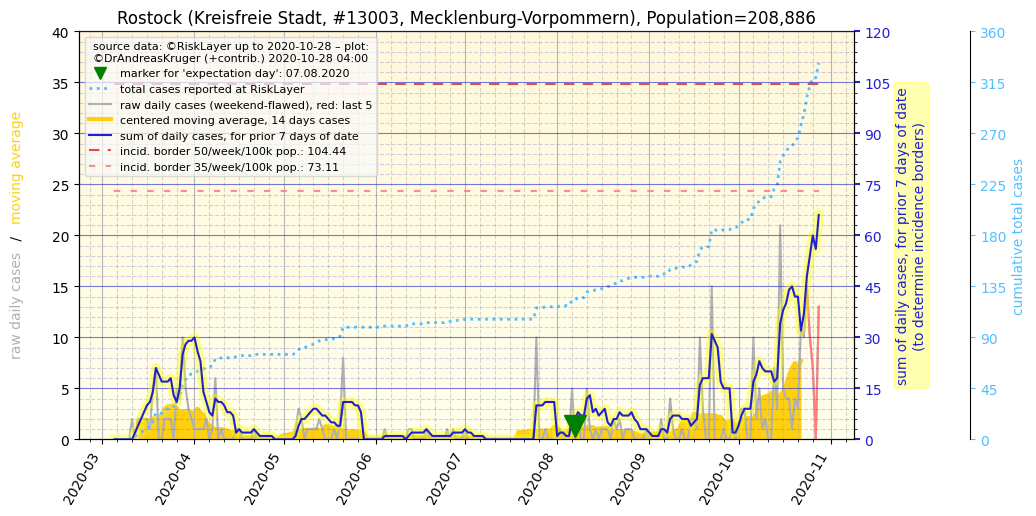 Rostock (Kreisfreie Stadt, #13003, Mecklenburg-Vorpommern), Population=208,886
source data: ©RiskLayer up to 2020-10-28 – plot:
©DrAndreasKruger (+contrib.) 2020-10-28 04:00
marker for 'expectation day': 07.08.2020
total cases reported at RiskLayer
raw daily cases (weekend-flawed), red: last 5
centered moving average, 14 days cases
sum of daily cases, for prior 7 days of date
incid. border 50/week/100k pop.: 104.44
incid. border 35/week/100k pop.: 73.11
raw daily cases / moving average
40
35
30
25
20
15
10
5
0
120
105
90
75
60
45
30
15
0
sum of daily cases, for prior 7 days of date
(to determine incidence borders)
360
315
270
225
180
135
90
45
0
cumulative total cases
2020-03
2020-04
2020-05
2020-06
2020-07
2020-08
2020-09
2020-10
2020-11